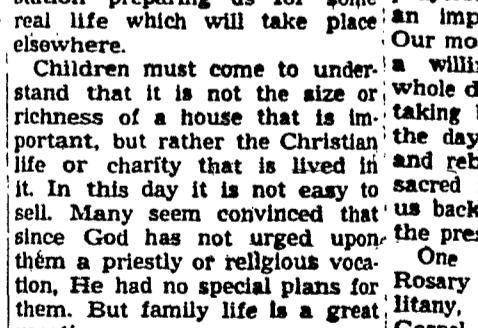 real life which will take place
elsewhere.
Children must come to under-
stand that it is not the size or
richness of a house that is im-
portant, but rather the Christian
life or charity that is lived in
it. In this day it is not easy to
sell. Many seem convinced that
since God has not urged upon
them a priestly or religious voca-
tion, He had no special plans for
them. But family life is a great
an imp
Our mo
a willi
whole d
taking
the day
and reb
sacred
us back
the pre
One
Rosary
litany,